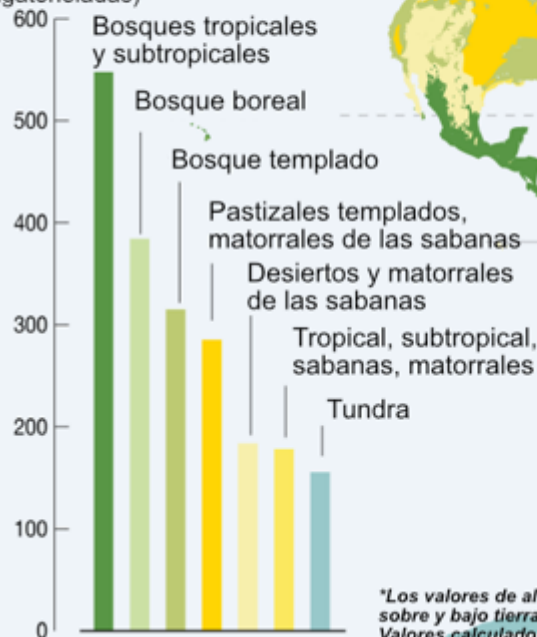 600
Bosques tropicales
y subtropicales
Bosque boreal
500
Bosque templado
Pastizales templados,
matorrales de las sabanas
400
Desiertos y matorrales
de las sabanas
300
Tropical, subtropical,
sabanas, matorrales
Tundra
200
100
0
*Los valores de
sobre y bajo tierra
Valores